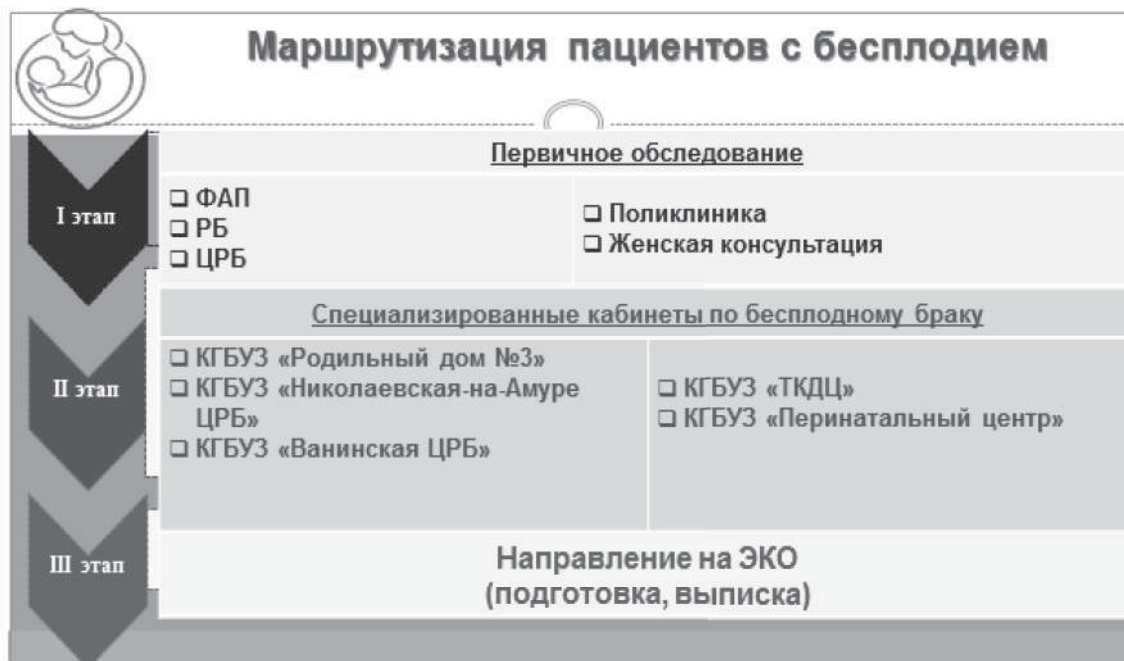 Маршрутизация пациентов с бесплодием
Первичное обследование
I этап
❑ ФАП
❑ РБ
❑ ЦРБ
❑ Поликлиника
❑ Женская консультация
Специализированные кабинеты по бесплодному браку
II этап
❑ КГБУЗ «Родильный дом №3»
❑ КГБУЗ «Николаевская-на-Амуре
ЦРБ»
❑ КГБУЗ «Ванинская ЦРБ»
❑ КГБУЗ «ТКДЦ»
❑ КГБУЗ «Перинатальный центр»
III этап
Направление на ЭКО
(подготовка, выписка)